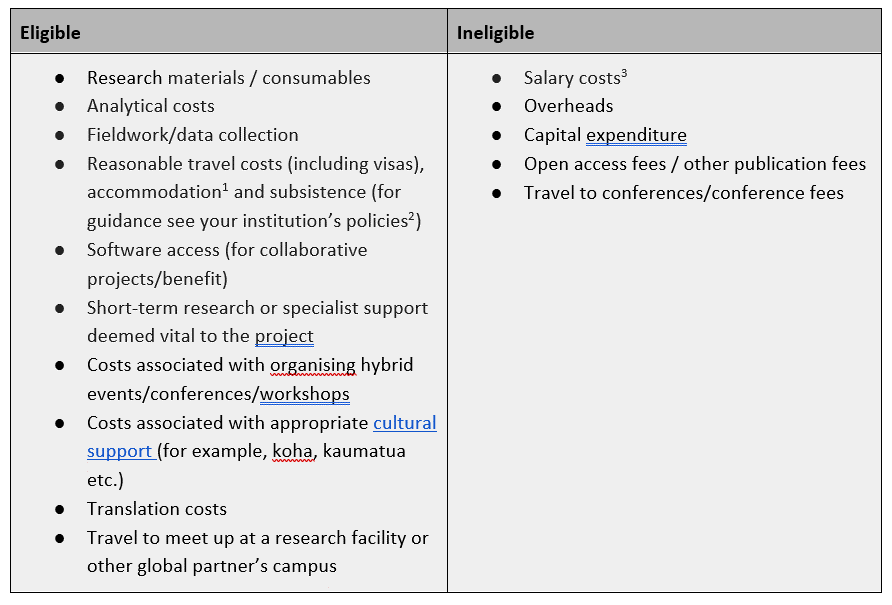 Eligible
● Research materials / consumables
● Analytical costs
● Fieldwork/data collection
● Reasonable travel costs (including visas),
accommodation¹ and subsistence (for
guidance see your institution’s policies²)
● Software access (for collaborative
projects/benefit)
● Short-term research or specialist support
deemed vital to the project
● Costs associated with organising hybrid
events/conferences/workshops
● Costs associated with appropriate cultural
support (for example, koha, kaumatua
etc.)
● Translation costs
● Travel to meet up at a research facility or
other global partner’s campus
Ineligible
● Salary costs³
● Overheads
● Capital expenditure
● Open access fees / other publication fees
● Travel to conferences/conference fees